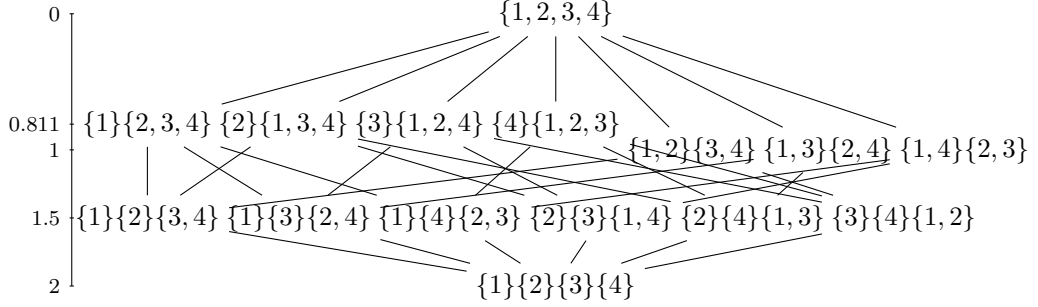 0 {1, 2, 3, 4}
0.811 {1}{2, 3, 4} {2}{1, 3, 4} {3}{1, 2, 4} {4}{1, 2, 3}
1 {1, 2}{3, 4} {1, 3}{2, 4} {1, 4}{2, 3}
1.5 {1}{2}{3, 4} {1}{3}{2, 4} {1}{4}{2, 3} {2}{3}{1, 4} {2}{4}{1, 3} {3}{4}{1, 2}
2 {1}{2}{3}{4}